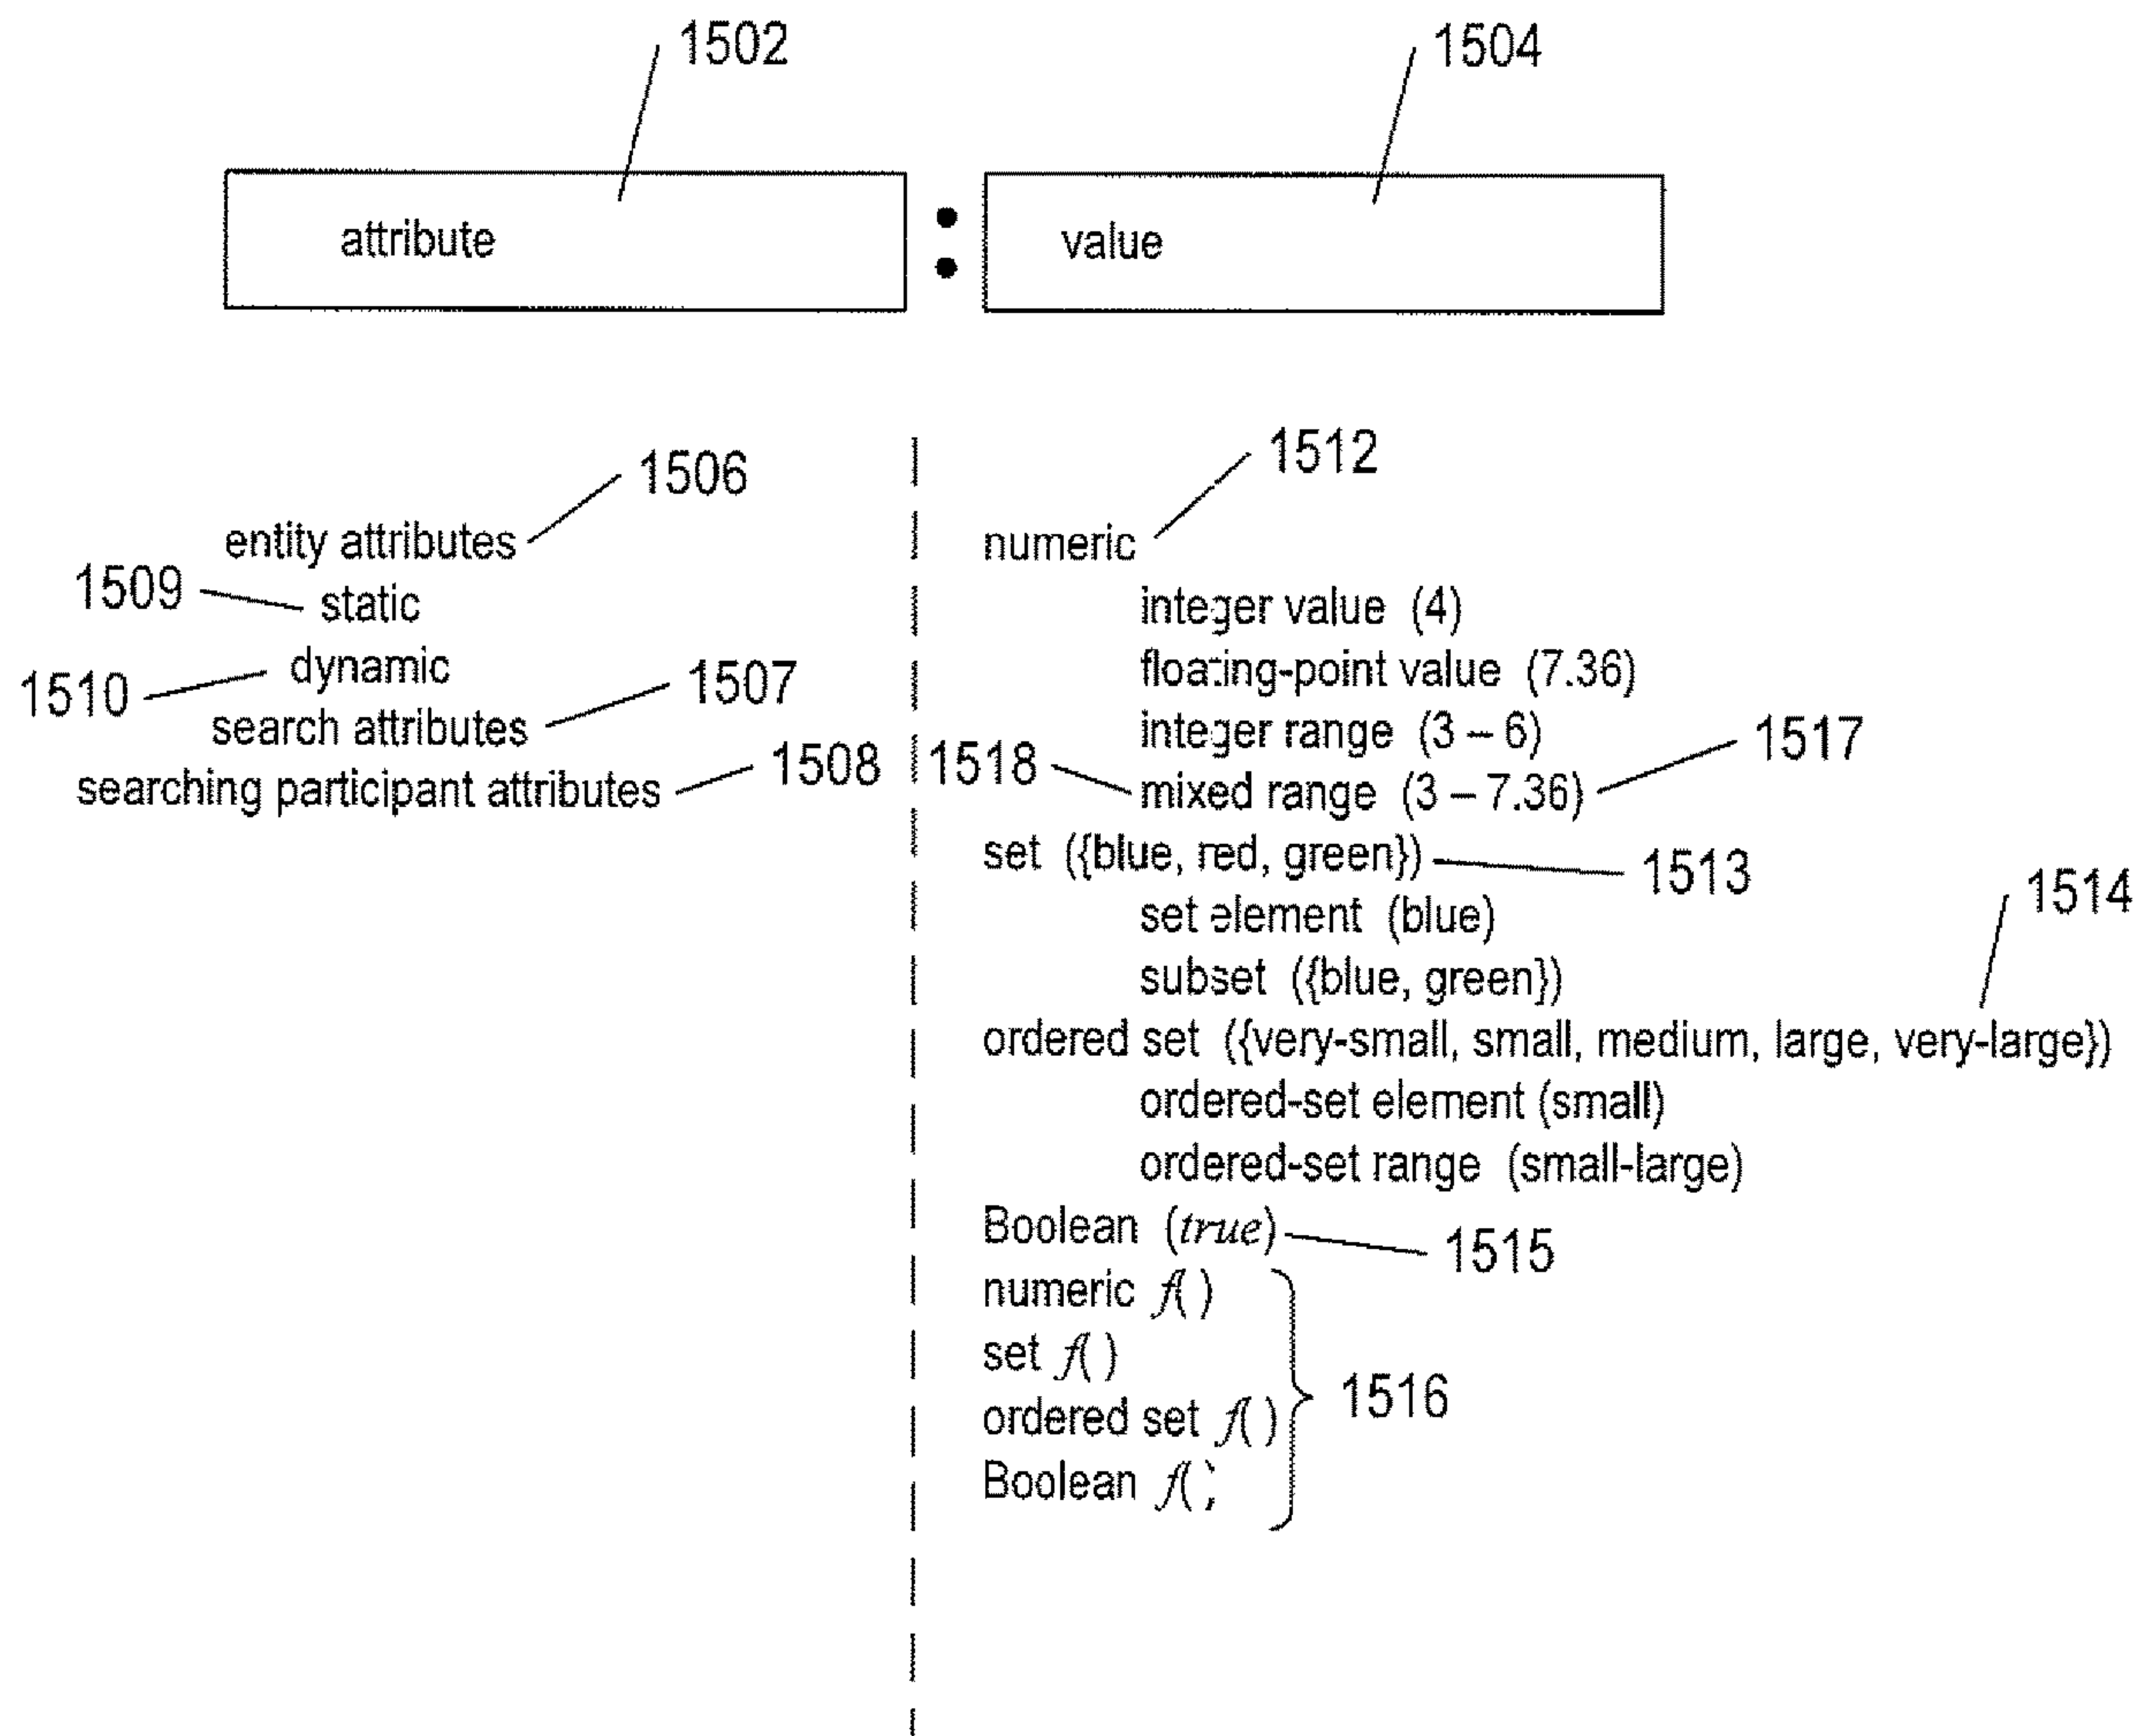 1502
1504
attribute : value
1506
entity attributes
1509 static
dynamic
1510
1507
search attributes
1508
searching participant attributes
1512
numeric
integer value (4)
floating-point value (7.36)
integer range (3 – 6)
1517
1518 mixed range (3 – 7.36)
set ({blue, red, green})
1513
1514
set element (blue)
subset ({blue, green})
ordered set ({very-small, small, medium, large, very-large})
ordered-set element (small)
ordered-set range (small-large)
Boolean (true)
1515
numeric f( )
set f( )
1516
ordered set f( )
Boolean f( )